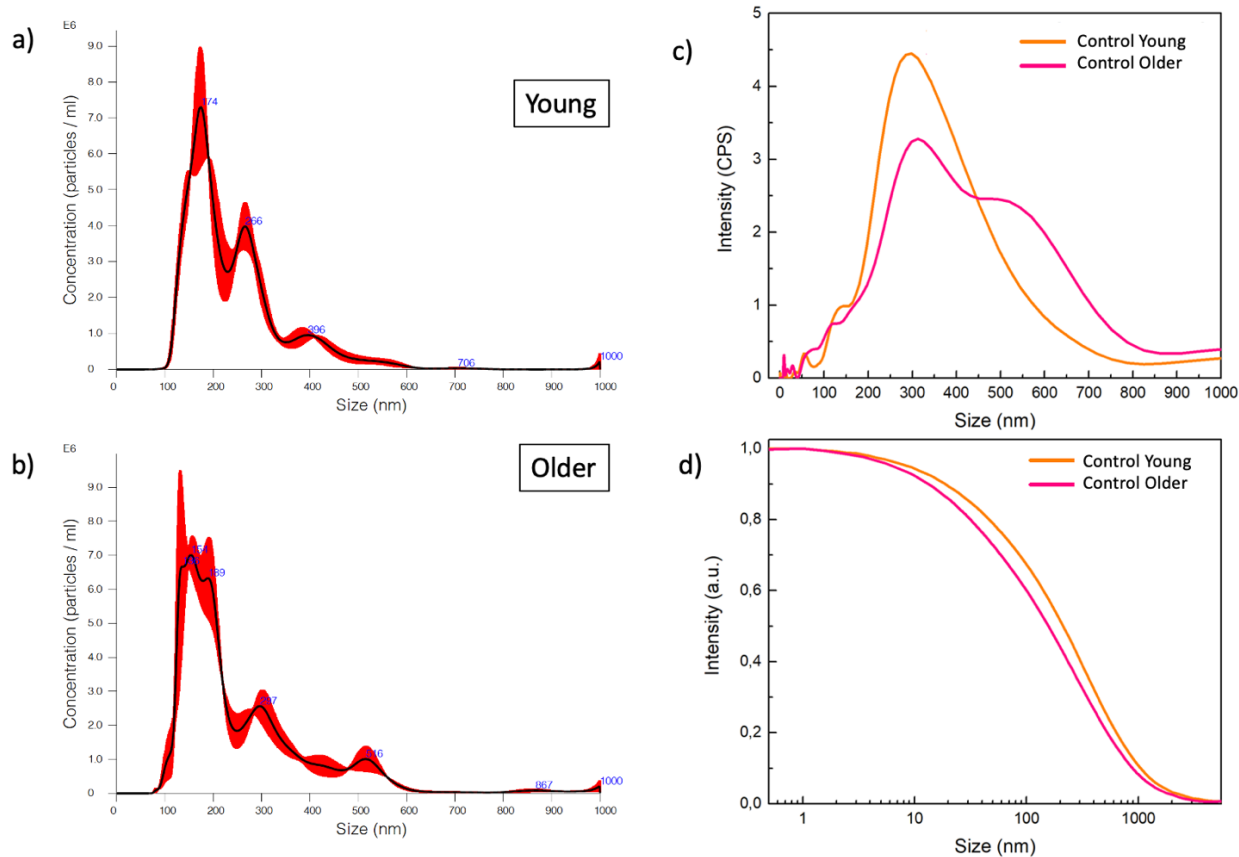 a)
E6
9.0
8.0
7.0
6.0
5.0
4.0
3.0
2.0
1.0
0
Concentration (particles / ml)
Young
174
266
396
706
1000
0 100 200 300 400 500 600 700 800 900 1000
Size (nm)
b)
E6
9.0
8.0
7.0
6.0
5.0
4.0
3.0
2.0
1.0
0
Concentration (particles / ml)
Older
154
189
297
516
867
1000
0 100 200 300 400 500 600 700 800 900 1000
Size (nm)
c)
5
4
3
2
1
0
Intensity (CPS)
Control Young
Control Older
0 100 200 300 400 500 600 700 800 900 1000
Size (nm)
d)
1,0
0,8
0,6
0,4
0,2
0,0
Intensity (a.u.)
Control Young
Control Older
1 10 100 1000
Size (nm)